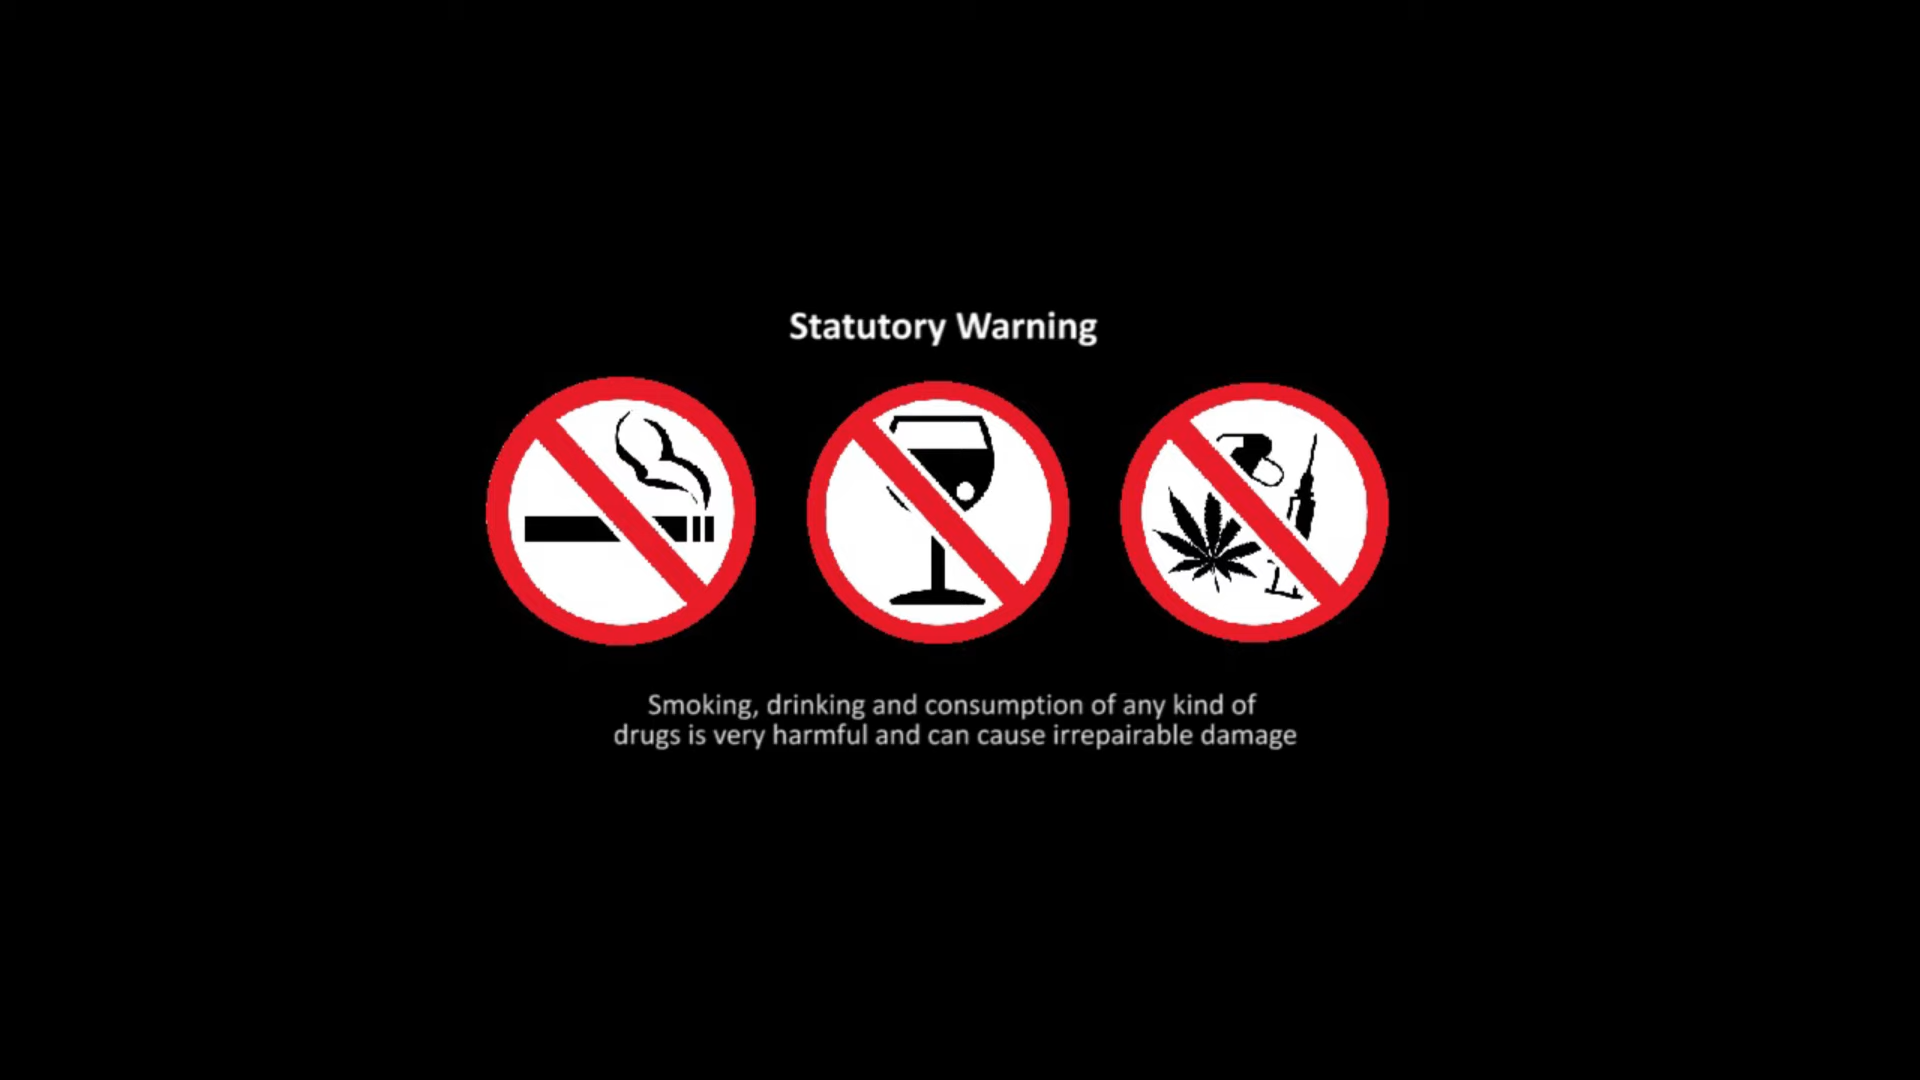 Statutory Warning
Smoking, drinking and consumption of any kind of
drugs is very harmful and can cause irrepairable damage